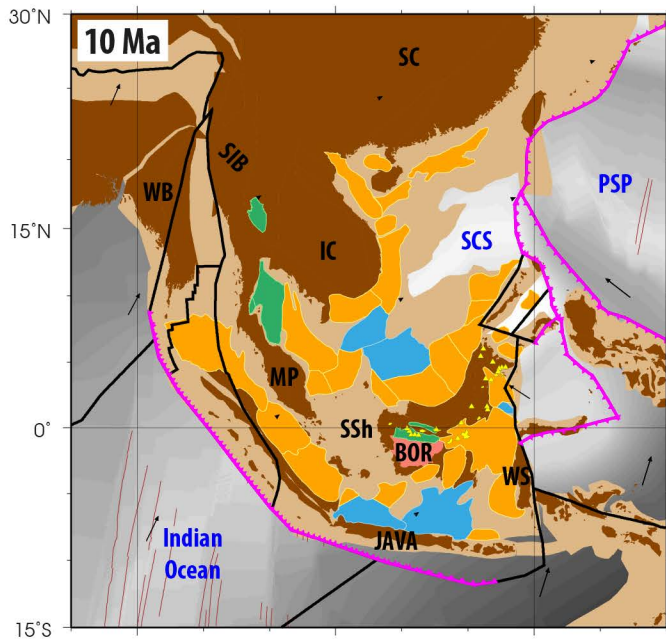 30°N
10 Ma
SC
SIB
WB
PSP
15°N
IC
SCS
MP
SSh
0°
BOR
WS
JAVA
Indian
Ocean
15°S